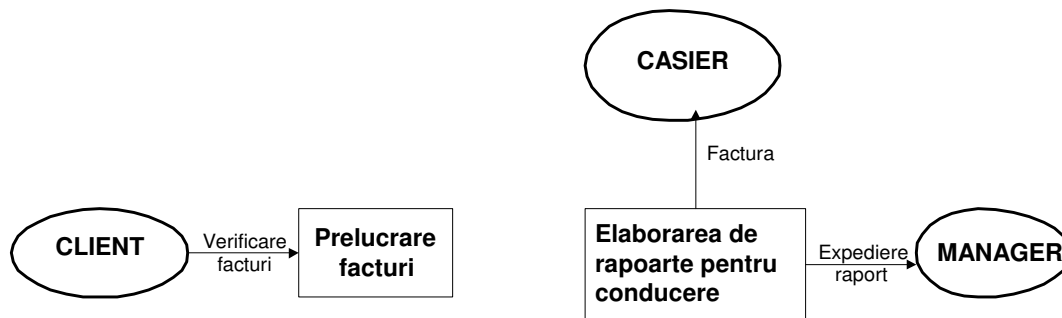 CASIER
Factura
CLIENT
Verificare
facturi
Prelucrare
facturi
Elaborarea de
rapoarte pentru
conducere
Expediere
raport
MANAGER